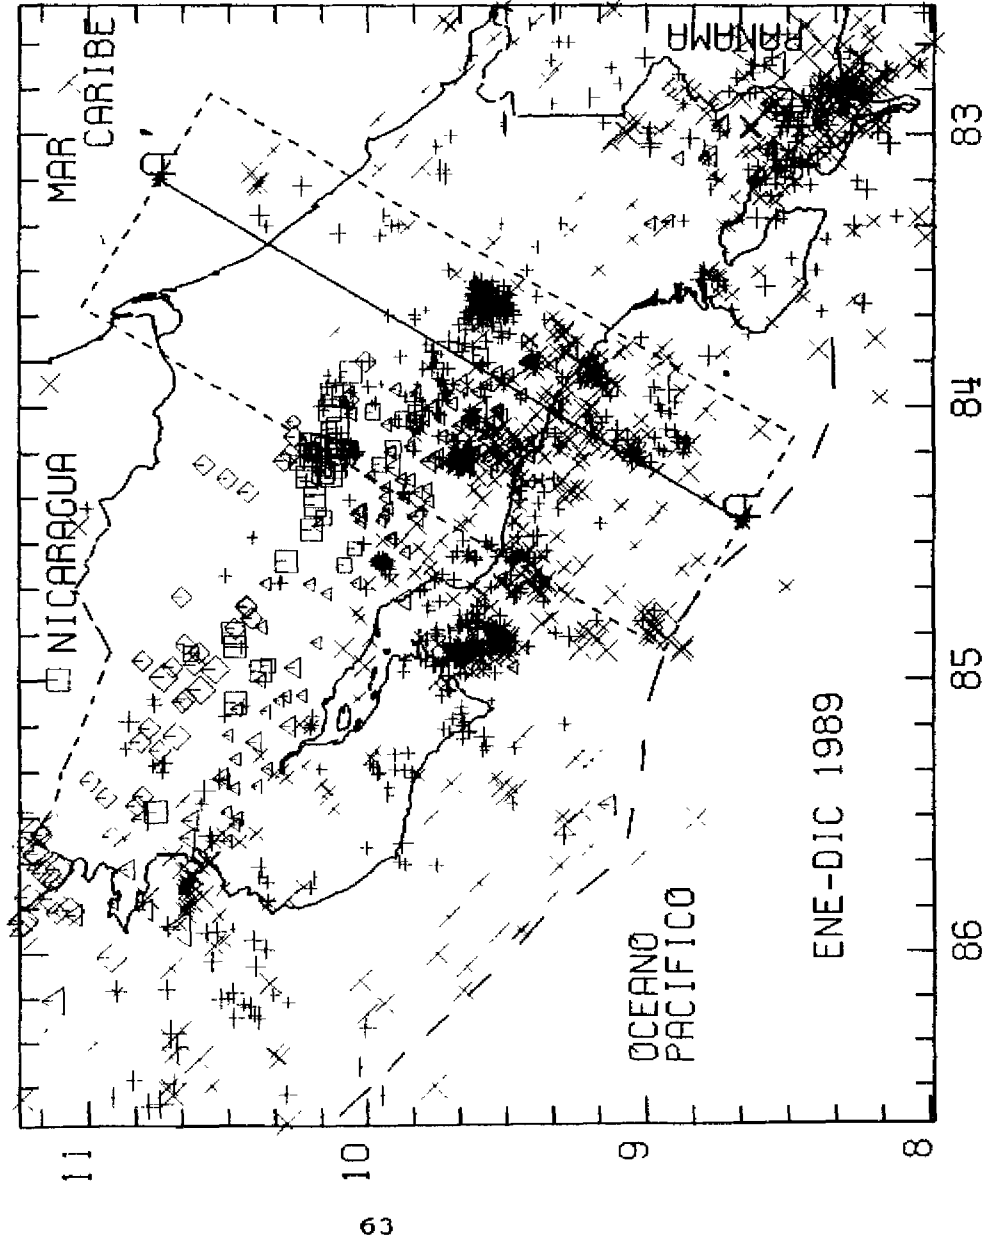 MAR
CARIBE
NICARAGUA
PANAMA
OCEANO
PACIFICO
ENE-DIC 1989
11
10
9
8
86
85
84
83
63